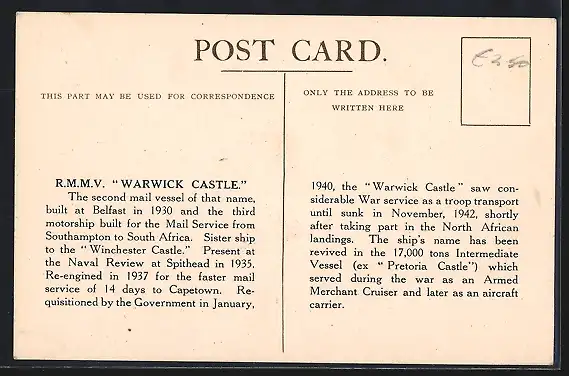 POST CARD.
THIS PART MAY BE USED FOR CORRESPONDENCE
ONLY THE ADDRESS TO BE
WRITTEN HERE
R.M.M.V. “WARWICK CASTLE.”
The second mail vessel of that name,
built at Belfast in 1930 and the third
motorship built for the Mail Service from
Southampton to South Africa. Sister ship
to the “Winchester Castle.” Present at
the Naval Review at Spithead in 1935.
Re-engined in 1937 for the faster mail
service of 14 days to Capetown. Re-
quisitioned by the Government in January,
1940, the “Warwick Castle” saw con-
siderable War service as a troop transport
until sunk in November, 1942, shortly
after taking part in the North African
landings. The ship's name has been
revived in the 17,000 tons Intermediate
Vessel (ex “Pretoria Castle”) which
served during the war as an Armed
Merchant Cruiser and later as an aircraft
carrier.